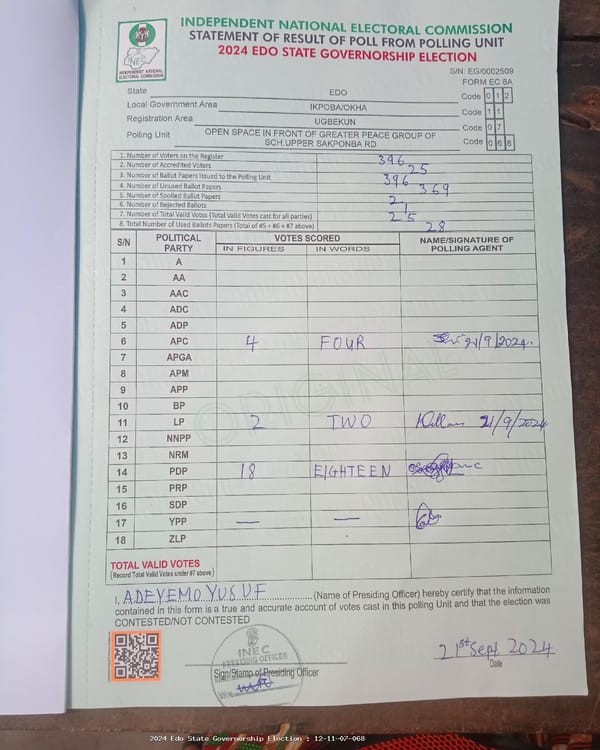 INDEPENDENT NATIONAL ELECTORAL COMMISSION
STATEMENT OF RESULT OF POLL FROM POLLING UNIT
2024 EDO STATE GOVERNORSHIP ELECTION
INEC
INDEPENDENT NATIONAL
ELECTORAL COMMISSION
S/N: EG/0002509
FORM EC 8A
State EDO Code 0 1 2
Local Government Area IKPOBA/OKHA Code 1 1
Registration Area UGBEKUN Code 0 7
Polling Unit OPEN SPACE IN FRONT OF GREATER PEACE GROUP OF SCH.UPPER SAKPONBA RD. Code 0 6 8
1. Number of Voters on the Register 396
2. Number of Accredited Voters 25
3. Number of Ballot Papers Issued to the Polling Unit 396
4. Number of Unused Ballot Papers 369
5. Number of Spoiled Ballot Papers 2
6. Number of Rejected Ballots 1
7. Number of Total Valid Votes (Total Valid Votes cast for all parties) 25
8. Total Number of Used Ballots Papers (Total of #5 + #6 + #7 above) 28
S/N POLITICAL PARTY VOTES SCORED NAME/SIGNATURE OF POLLING AGENT
IN FIGURES IN WORDS
1 A
2 AA
3 AAC
4 ADC
5 ADP
6 APC 4 FOUR 21/9/2024.
7 APGA
8 APM
9 APP
10 BP
11 LP 2 TWO 21/9/2024
12 NNPP
13 NRM
14 PDP 18 EIGHTEEN
15 PRP
16 SDP
17 YPP — —
18 ZLP
ORIGINAL
TOTAL VALID VOTES
(Record Total Valid Votes under #7 above)
I, ADEYEMO YUSUF (Name of Presiding Officer) hereby certify that the information
contained in this form is a true and accurate account of votes cast in this polling Unit and that the election was
CONTESTED/NOT CONTESTED
INEC
PRESIDING OFFICER
Sign/Stamp of Presiding Officer
21st Sept 2024
Date
2024 Edo State Governorship Election : 12-11-07-068